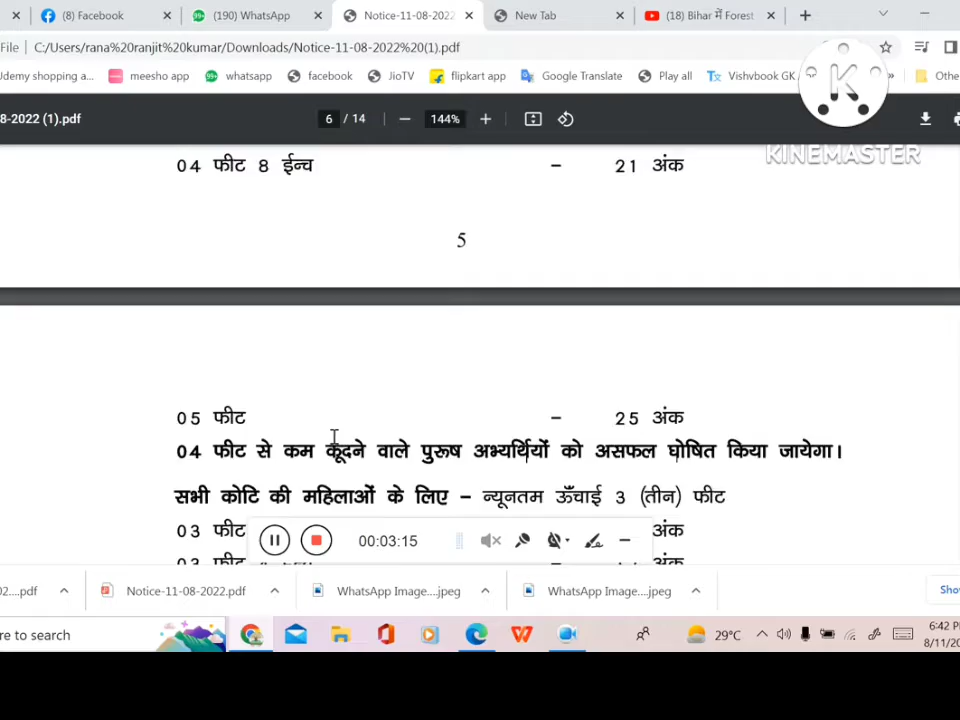 (8) Facebook
(190) WhatsApp
Notice-11-08-2022
New Tab
(18) Bihar में Forest
File C:/Users/rana%20ranjit%20kumar/Downloads/Notice-11-08-2022%20(1).pdf
Udemy shopping a...
meesho app
whatsapp
facebook
JioTV
flipkart app
Google Translate
Play all
Vishvbook GK
»
Othe
8-2022 (1).pdf
6 / 14
144%
K
KINEMASTER
04 फीट 8 ईन्च – 21 अंक
5
05 फीट – 25 अंक
04 फीट से कम कूदने वाले पुरूष अभ्यर्थियों को असफल घोषित किया जायेगा।
सभी कोटि की महिलाओं के लिए – न्यूनतम ऊँचाई 3 (तीन) फीट
03 फीट अंक
00:03:15
02....pdf
Notice-11-08-2022.pdf
WhatsApp Image....jpeg
WhatsApp Image....jpeg
Sho
re to search
29°C
6:42 P
8/11/20